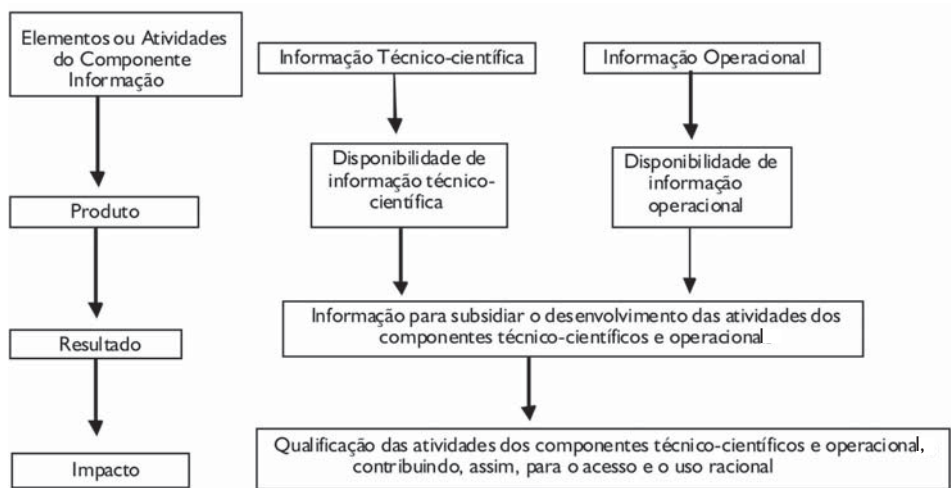 Elementos ou Atividades
do Componente
Informação
Informação Técnico-científica
Informação Operacional
Disponibilidade de
informação técnico-
científica
Disponibilidade de
informação
operacional
Produto
Informação para subsidiar o desenvolvimento das atividades dos
componentes técnico-científicos e operacional
Resultado
Qualificação das atividades dos componentes técnico-científicos e operacional,
contribuindo, assim, para o acesso e o uso racional
Impacto